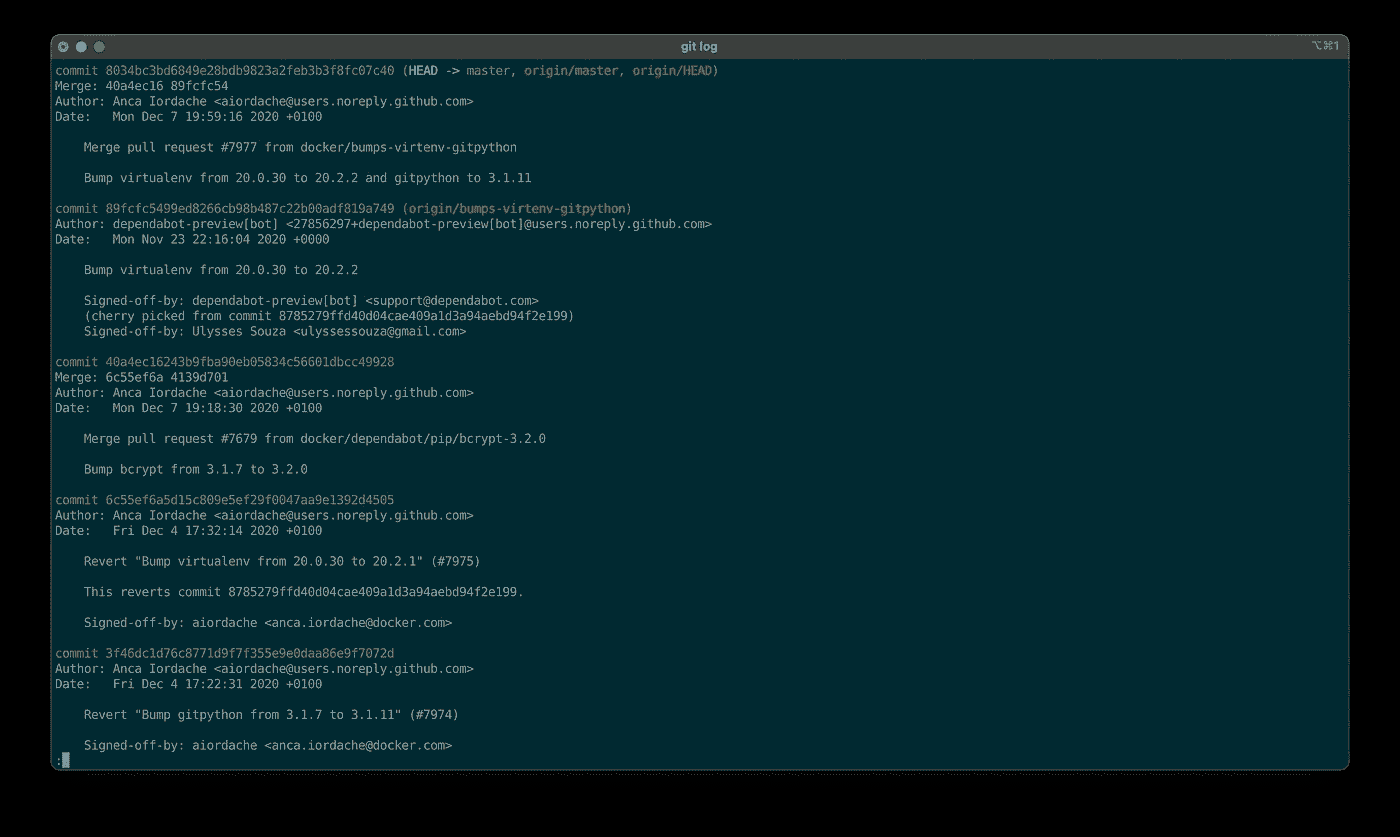 git log
⌥⌘1
commit 8034bc3bd6849e28bdb9823a2feb3b3f8fc07c40 (HEAD -> master, origin/master, origin/HEAD)
Merge: 40a4ec16 89fcfc54
Author: Anca Iordache <aiordache@users.noreply.github.com>
Date:   Mon Dec 7 19:59:16 2020 +0100
    Merge pull request #7977 from docker/bumps-virtenv-gitpython
    Bump virtualenv from 20.0.30 to 20.2.2 and gitpython to 3.1.11
commit 89fcfc5499ed8266cb98b487c22b00adf819a749 (origin/bumps-virtenv-gitpython)
Author: dependabot-preview[bot] <27856297+dependabot-preview[bot]@users.noreply.github.com>
Date:   Mon Nov 23 22:16:04 2020 +0000
    Bump virtualenv from 20.0.30 to 20.2.2
    Signed-off-by: dependabot-preview[bot] <support@dependabot.com>
    (cherry picked from commit 8785279ffd40d04cae409a1d3a94aebd94f2e199)
    Signed-off-by: Ulysses Souza <ulyssessouza@gmail.com>
commit 40a4ec16243b9fba90eb05834c56601dbcc49928
Merge: 6c55ef6a 4139d701
Author: Anca Iordache <aiordache@users.noreply.github.com>
Date:   Mon Dec 7 19:18:30 2020 +0100
    Merge pull request #7679 from docker/dependabot/pip/bcrypt-3.2.0
    Bump bcrypt from 3.1.7 to 3.2.0
commit 6c55ef6a5d15c809e5ef29f0047aa9e1392d4505
Author: Anca Iordache <aiordache@users.noreply.github.com>
Date:   Fri Dec 4 17:32:14 2020 +0100
    Revert "Bump virtualenv from 20.0.30 to 20.2.1" (#7975)
    This reverts commit 8785279ffd40d04cae409a1d3a94aebd94f2e199.
    Signed-off-by: aiordache <anca.iordache@docker.com>
commit 3f46dc1d76c8771d9f7f355e9e0daa86e9f7072d
Author: Anca Iordache <aiordache@users.noreply.github.com>
Date:   Fri Dec 4 17:22:31 2020 +0100
    Revert "Bump gitpython from 3.1.7 to 3.1.11" (#7974)
    Signed-off-by: aiordache <anca.iordache@docker.com>
: